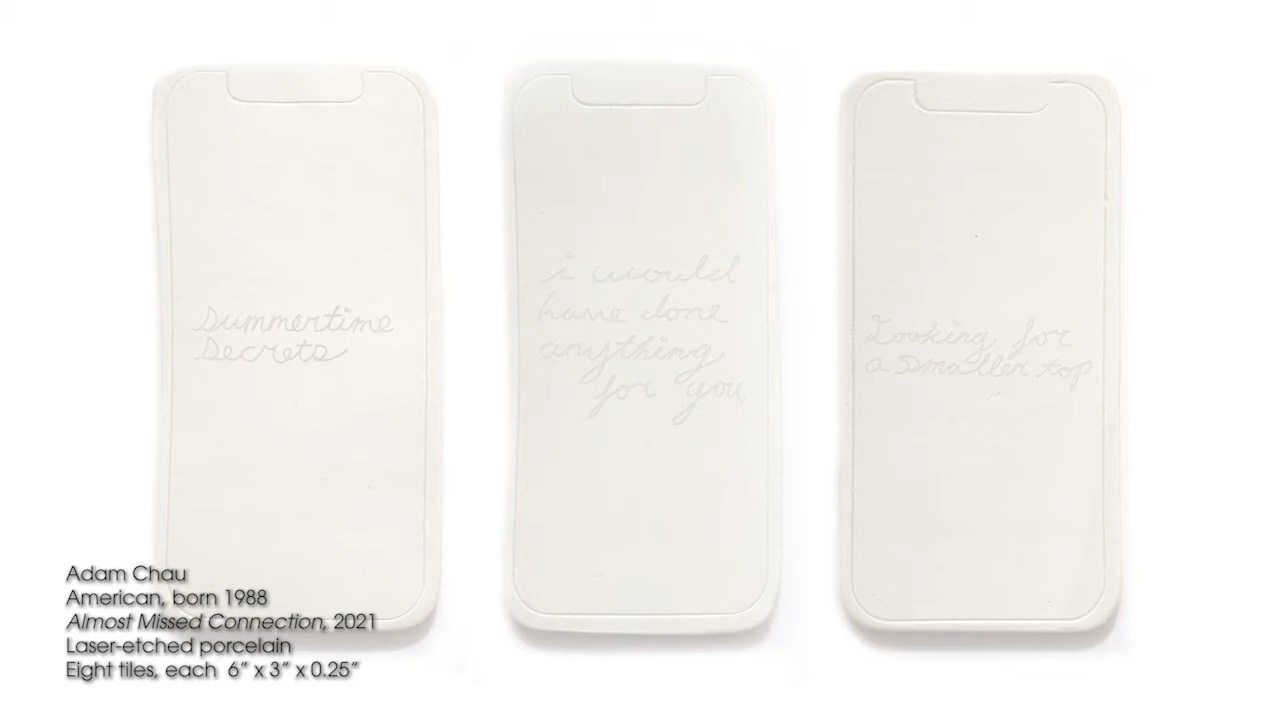 summertime
secrets
i would
have done
anything
for you
Looking for
a smaller top
Adam Chau
American, born 1988
Almost Missed Connection, 2021
Laser-etched porcelain
Eight tiles, each 6” x 3” x 0.25”